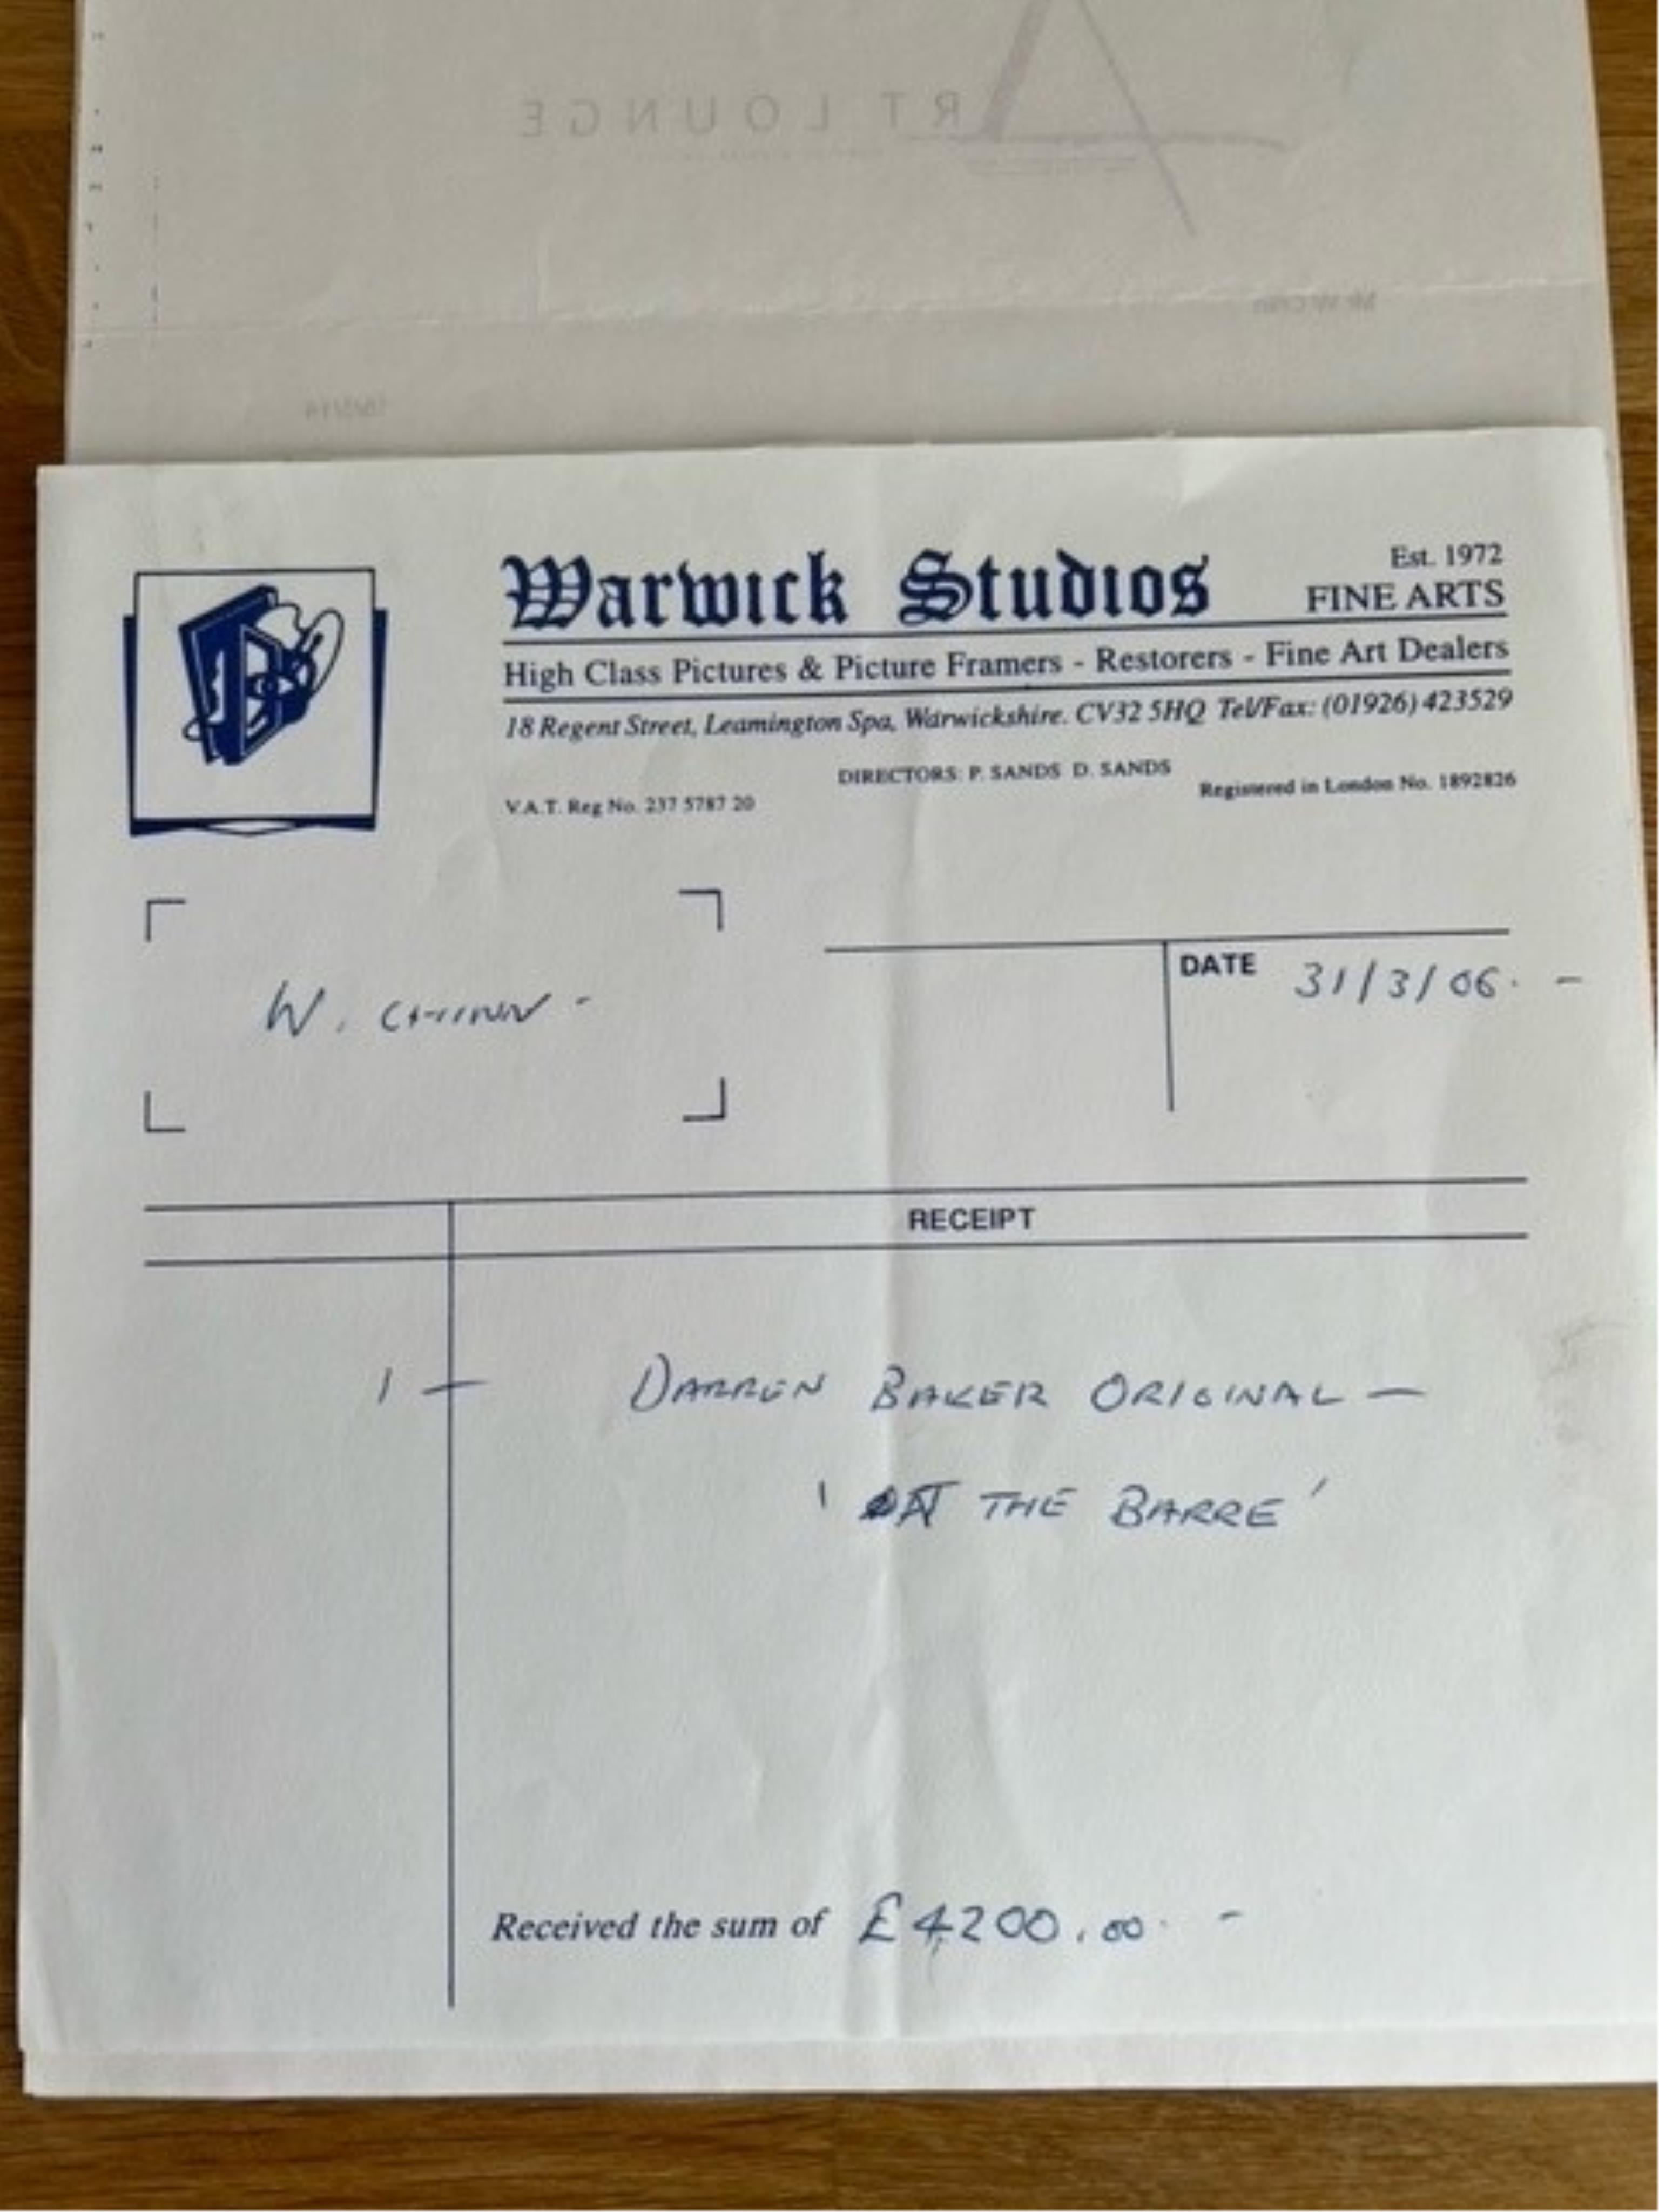 ART LOUNGE
Warwick Studios
Est. 1972
FINE ARTS
High Class Pictures & Picture Framers - Restorers - Fine Art Dealers
18 Regent Street, Leamington Spa, Warwickshire. CV32 5HQ Tel/Fax: (01926) 423529
DIRECTORS: P. SANDS D. SANDS
V.A.T. Reg No. 237 5787 20
Registered in London No. 1892826
W. CHINN -
DATE 31/3/06. -
RECEIPT
1 — DARREN BAKER ORIGINAL —
' AT THE BARRE '
Received the sum of £4200.00. -